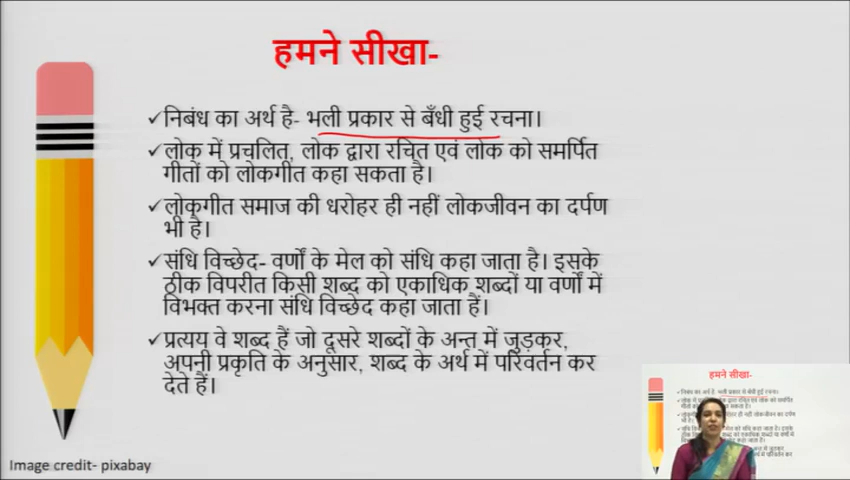 हमने सीखा-
निबंध का अर्थ है- भली प्रकार से बँधी हुई रचना।
लोक में प्रचलित, लोक द्वारा रचित एवं लोक को समर्पित
गीतों को लोकगीत कहा सकता है।
लोकगीत समाज की धरोहर ही नहीं लोकजीवन का दर्पण
भी है।
संधि विच्छेद- वर्णों के मेल को संधि कहा जाता है। इसके
ठीक विपरीत किसी शब्द को एकाधिक शब्दों या वर्णों में
विभक्त करना संधि विच्छेद कहा जाता हैं।
प्रत्यय वे शब्द हैं जो दूसरे शब्दों के अन्त में जुड़कर,
अपनी प्रकृति के अनुसार, शब्द के अर्थ में परिवर्तन कर
देते हैं।
Image credit- pixabay
हमने सीखा-